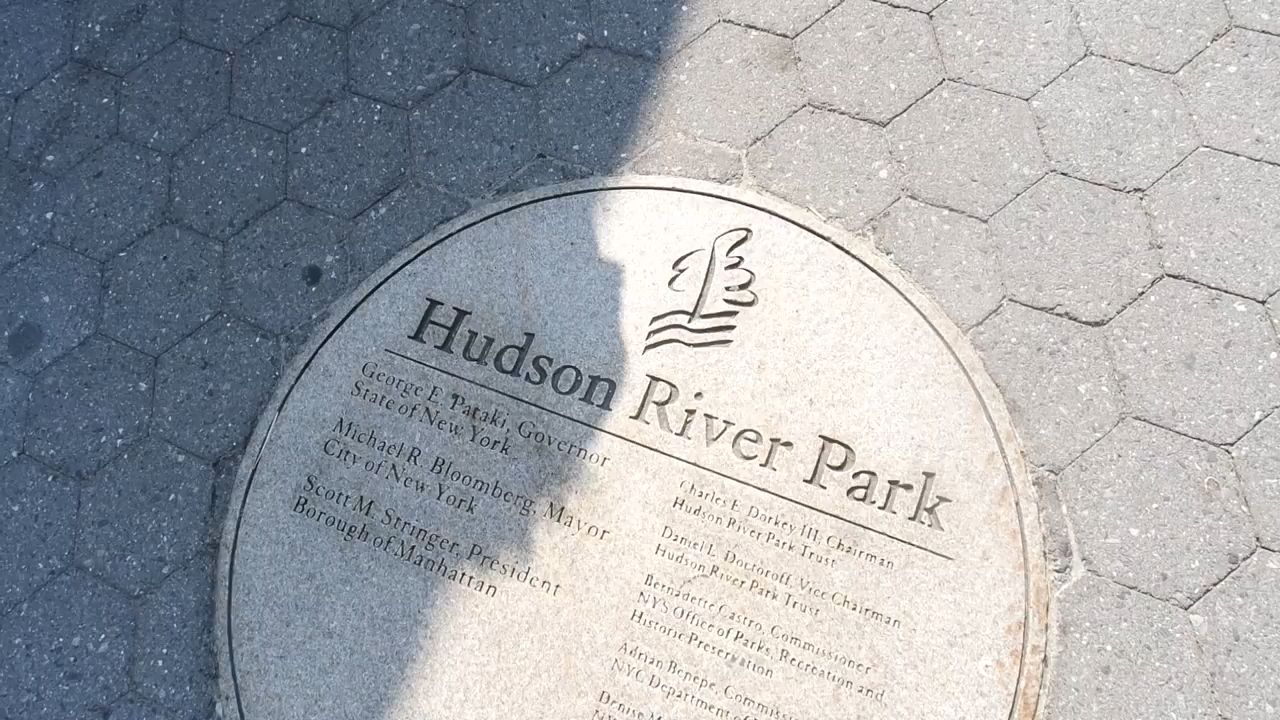 Hudson River Park
George E. Pataki, Governor
State of New York
Michael R. Bloomberg, Mayor
City of New York
Scott M. Stringer, President
Borough of Manhattan
Charles E. Dorkey III, Chairman
Hudson River Park Trust
Daniel L. Doctoroff, Vice Chairman
Hudson River Park Trust
Bernadette Castro, Commissioner
NYS Office of Parks, Recreation and
Historic Preservation
Adrian Benepe,
NYC Department of
Denise